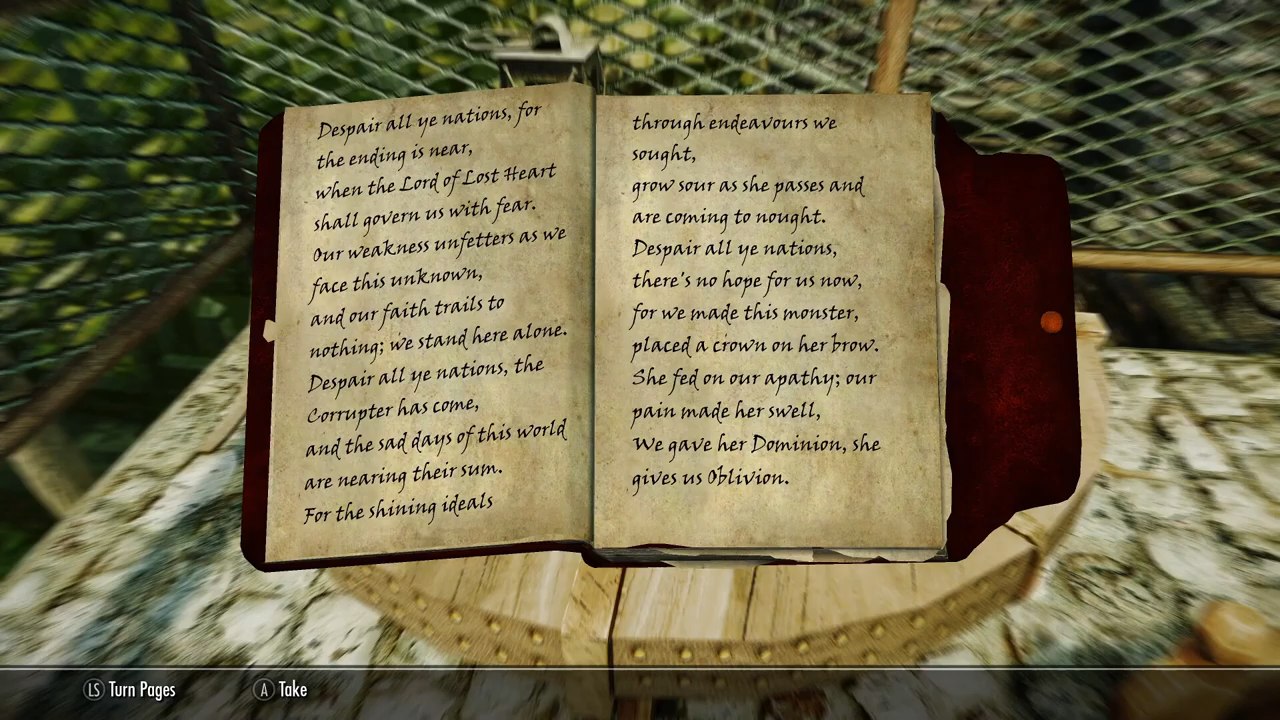 Despair all ye nations, for
the ending is near,
when the Lord of Lost Heart
shall govern us with fear.
Our weakness unfetters as we
face this unknown,
and our faith trails to
nothing; we stand here alone.
Despair all ye nations, the
Corrupter has come,
and the sad days of this world
are nearing their sum.
For the shining ideals
through endeavours we
sought,
grow sour as she passes and
are coming to nought.
Despair all ye nations,
there's no hope for us now,
for we made this monster,
placed a crown on her brow.
She fed on our apathy; our
pain made her swell,
We gave her Dominion, she
gives us Oblivion.
LS Turn Pages
A Take